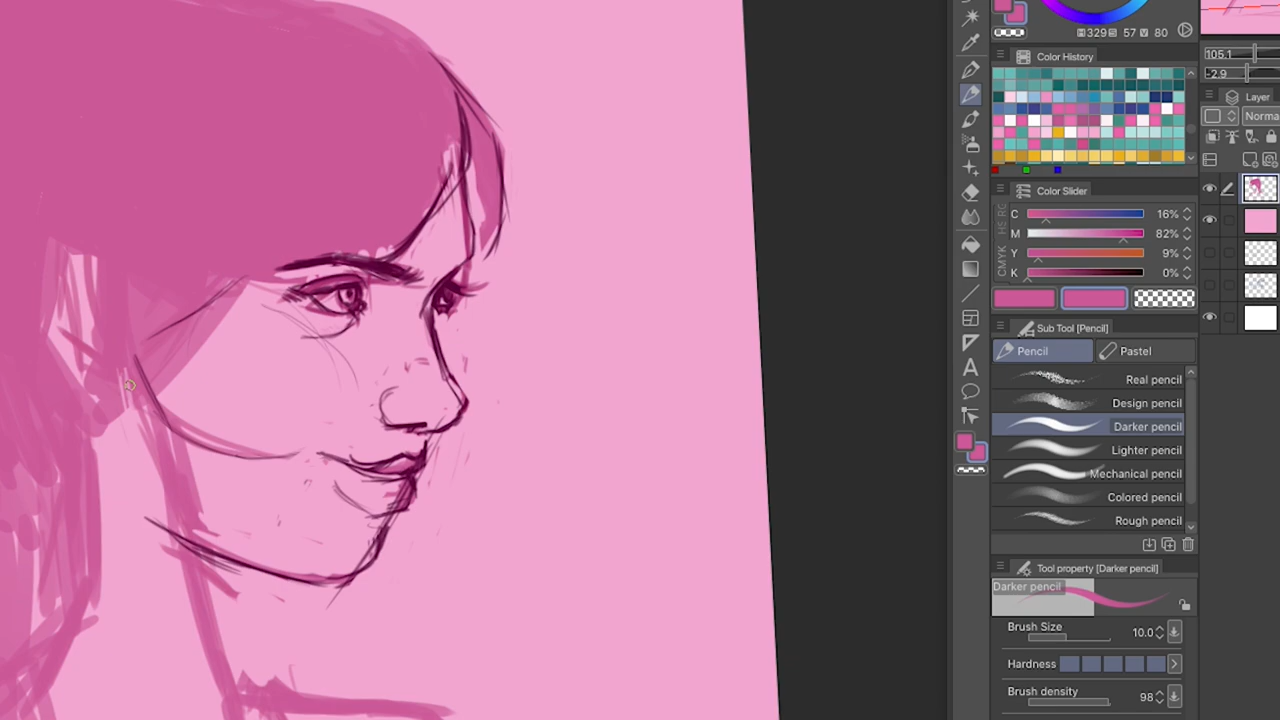 H 329 S 57 V 80
Color History
105.1
-2.9
Layer
Norma
Color Slider
C 16%
M 82%
Y 9%
K 0%
CMYK
Sub Tool [Pencil]
Pencil
Pastel
Real pencil
Design pencil
Darker pencil
Lighter pencil
Mechanical pencil
Colored pencil
Rough pencil
Tool property [Darker pencil]
Darker pencil
Brush Size 10.0
Hardness
Brush density 98